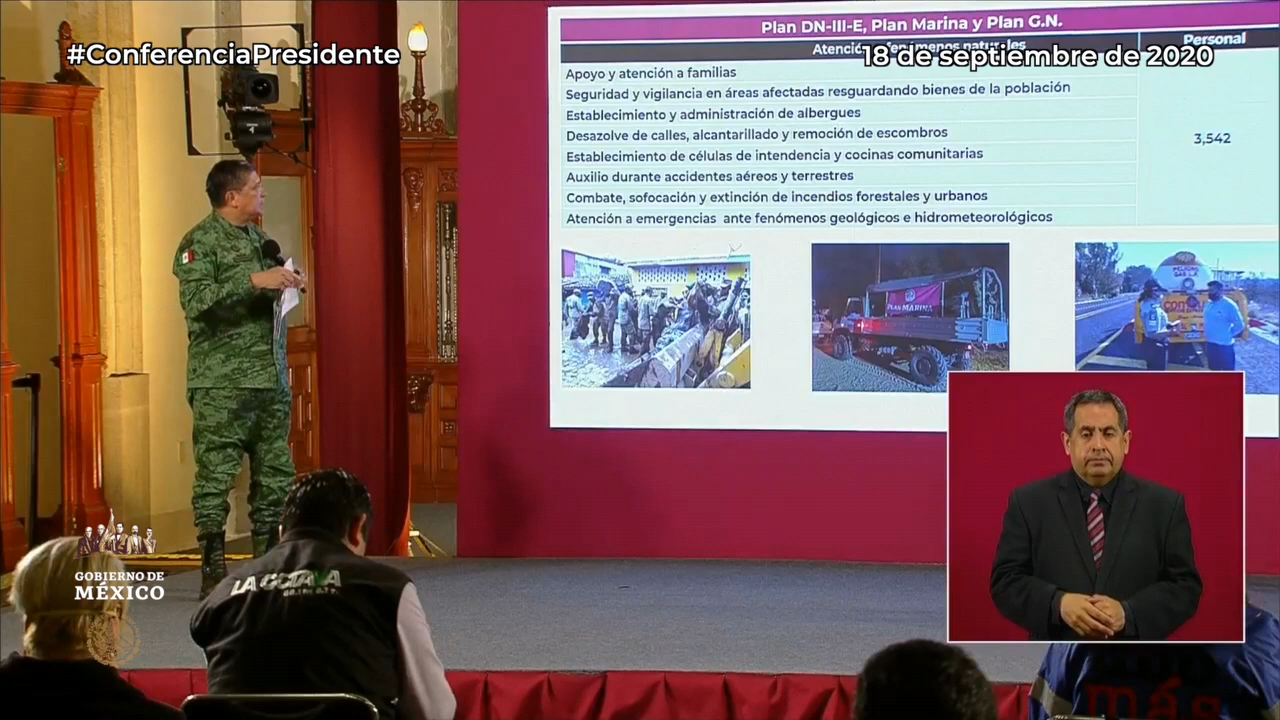 #ConferenciaPresidente
18 de septiembre de 2020
Plan DN-III-E, Plan Marina y Plan G.N.
Personal
Apoyo y atención a familias
Seguridad y vigilancia en áreas afectadas resguardando bienes de la población
Establecimiento y administración de albergues
Desazolve de calles, alcantarillado y remoción de escombros
Establecimiento de células de intendencia y cocinas comunitarias
Auxilio durante accidentes aéreos y terrestres
Combate, sofocación y extinción de incendios forestales y urbanos
Atención a emergencias ante fenómenos geológicos e hidrometeorológicos
3,542
PLAN MARINA
PELIGRO
GAS L.P.
LA OCTAVA
GOBIERNO DE
MÉXICO
más